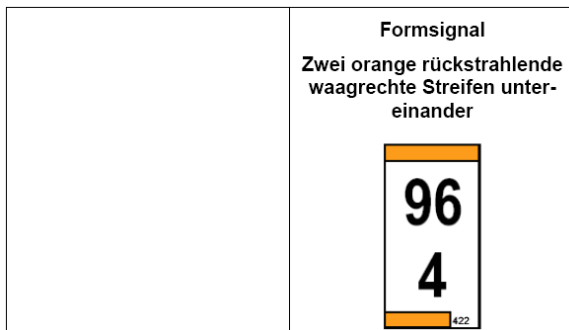 Formsignal
Zwei orange rückstrahlende
waagrechte Streifen unter-
einander
96
4
422